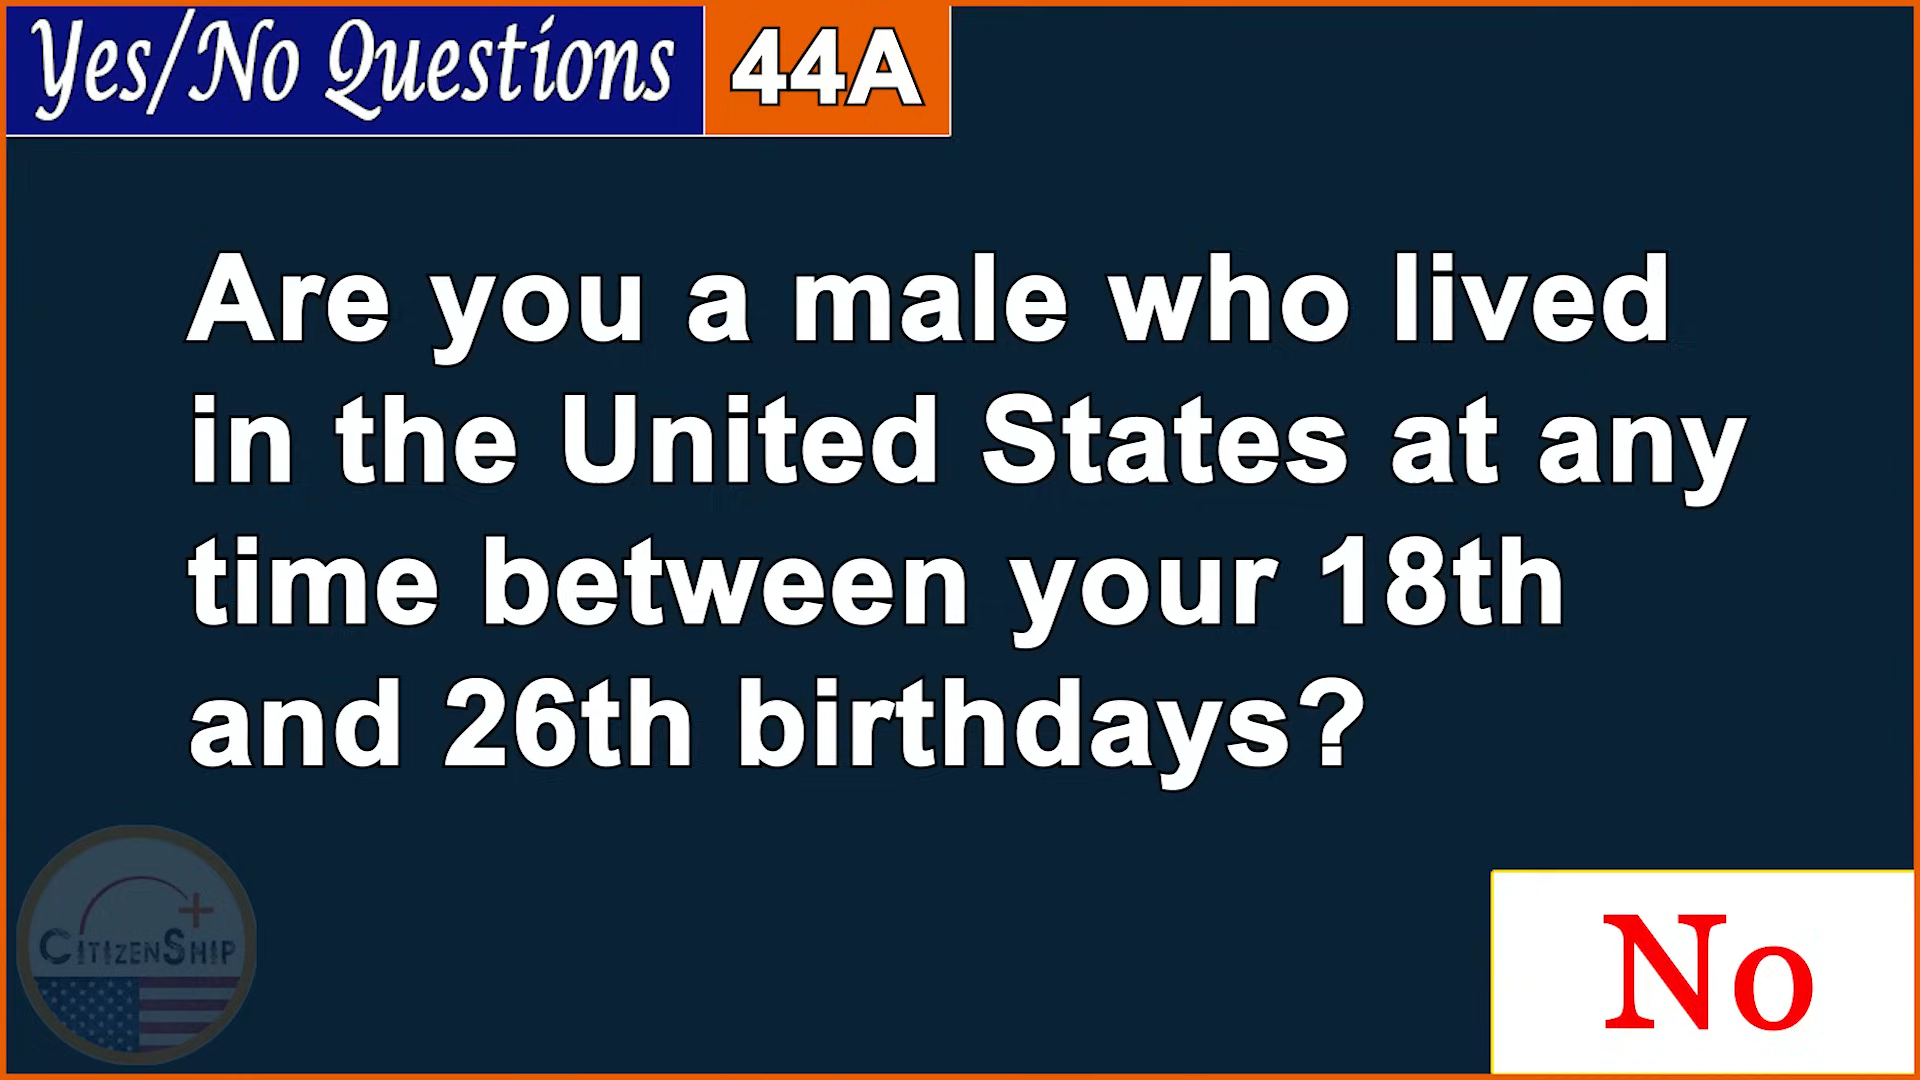 Yes/No Questions 44A
Are you a male who lived
in the United States at any
time between your 18th
and 26th birthdays?
CITIZENSHIP
No